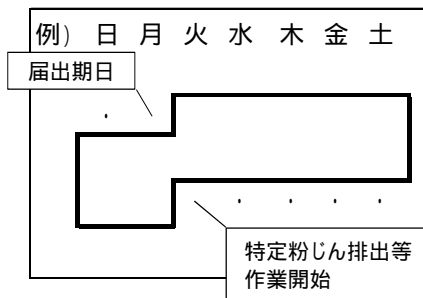 例) 日 月 火 水 木 金 土
届出期日
・
・ ・ ・ ・
特定粉じん排出等
作業開始